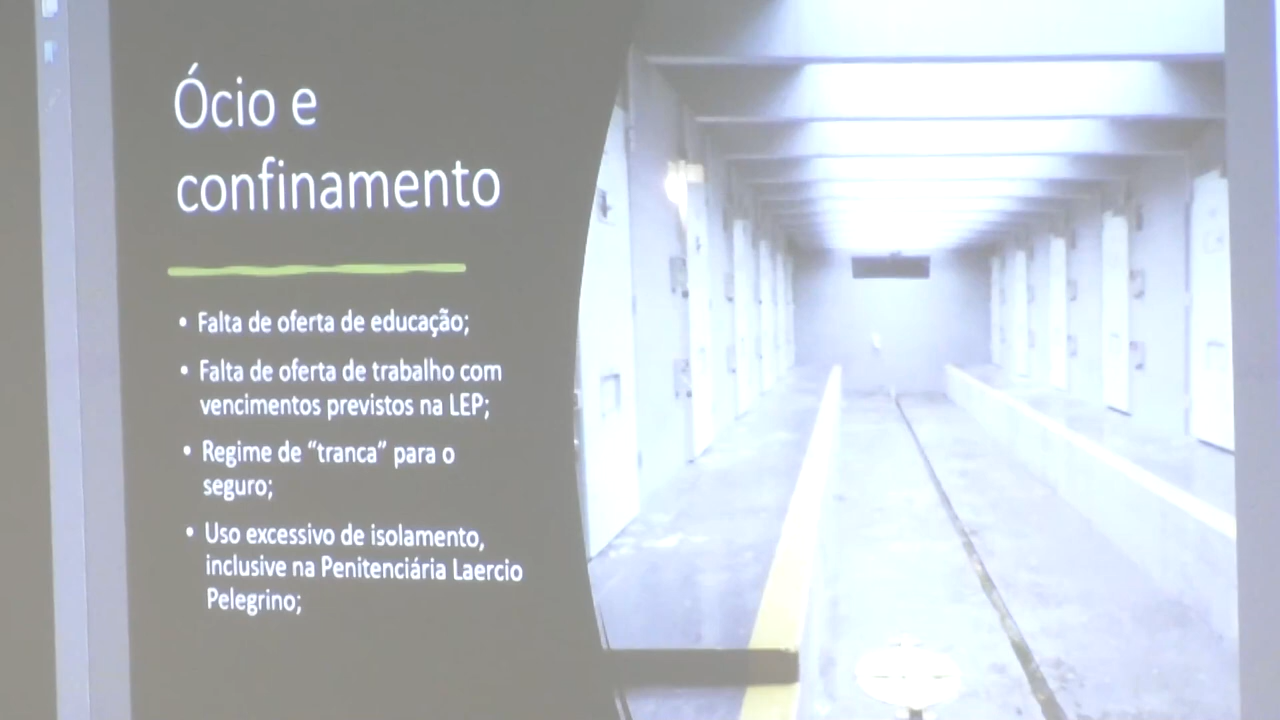 Ócio e
confinamento
• Falta de oferta de educação;
• Falta de oferta de trabalho com
vencimentos previstos na LEP;
• Regime de “tranca” para o
seguro;
• Uso excessivo de isolamento,
inclusive na Penitenciária Laercio
Pelegrino;